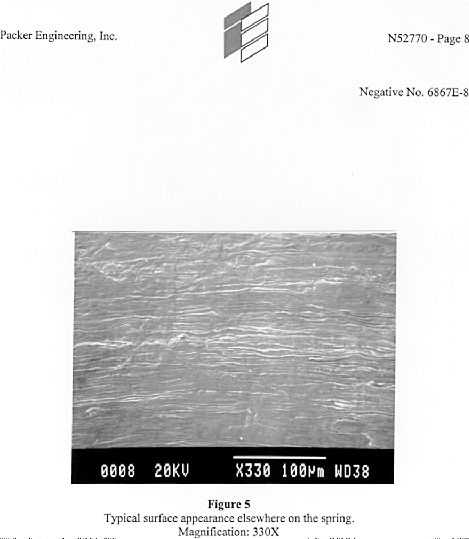 Packer Engineering, Inc.
N52770 - Page 8
Negative No. 6867E-8
0008 20KV X330 100µm WD38
Figure 5
Typical surface appearance elsewhere on the spring.
Magnification: 330X